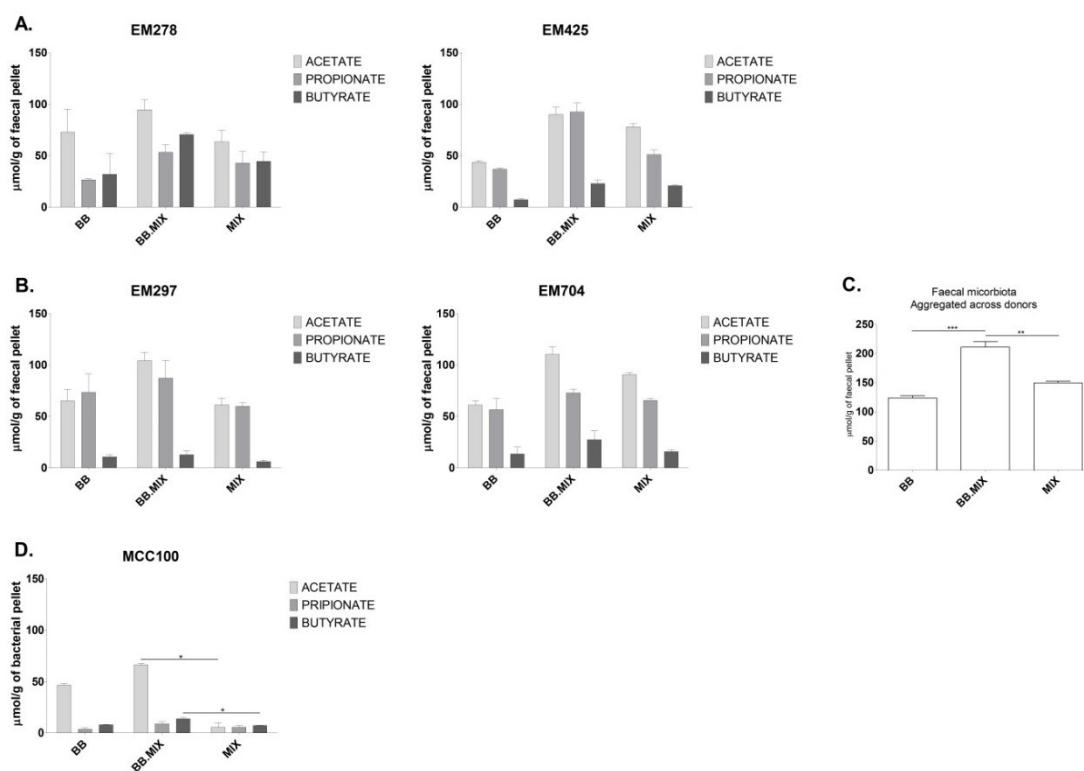 A.
EM278
150
100
50
0
µmol/g of faecal pellet
ACETATE
PROPIONATE
BUTYRATE
BB
BB.MIX
MIX
EM425
150
100
50
0
µmol/g of faecal pellet
ACETATE
PROPIONATE
BUTYRATE
BB
BB.MIX
MIX
B.
EM297
150
100
50
0
µmol/g of faecal pellet
ACETATE
PROPIONATE
BUTYRATE
BB
BB.MIX
MIX
EM704
150
100
50
0
µmol/g of faecal pellet
ACETATE
PROPIONATE
BUTYRATE
BB
BB.MIX
MIX
C.
Faecal micorbiota
Aggregated across donors
250
200
150
100
50
0
µmol/g of faecal pellet
***
**
BB
BB.MIX
MIX
D.
MCC100
150
100
50
0
µmol/g of bacterial pellet
ACETATE
PRIPIONATE
BUTYRATE
*
*
BB
BB.MIX
MIX